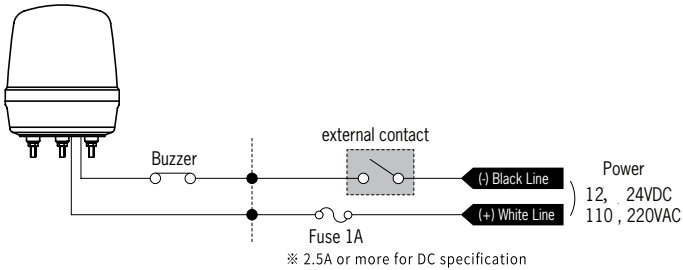 external contact
Buzzer
(-) Black Line
Power
12, 24VDC
(+) White Line
110 , 220VAC
Fuse 1A
※ 2.5A or more for DC specification